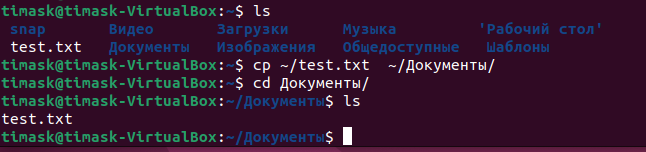 timask@timask-VirtualBox:~$ ls
snap Видео Загрузки Музыка 'Рабочий стол'
test.txt Документы Изображения Общедоступные Шаблоны
timask@timask-VirtualBox:~$ cp ~/test.txt  ~/Документы/
timask@timask-VirtualBox:~$ cd Документы/
timask@timask-VirtualBox:~/Документы$ ls
test.txt
timask@timask-VirtualBox:~/Документы$